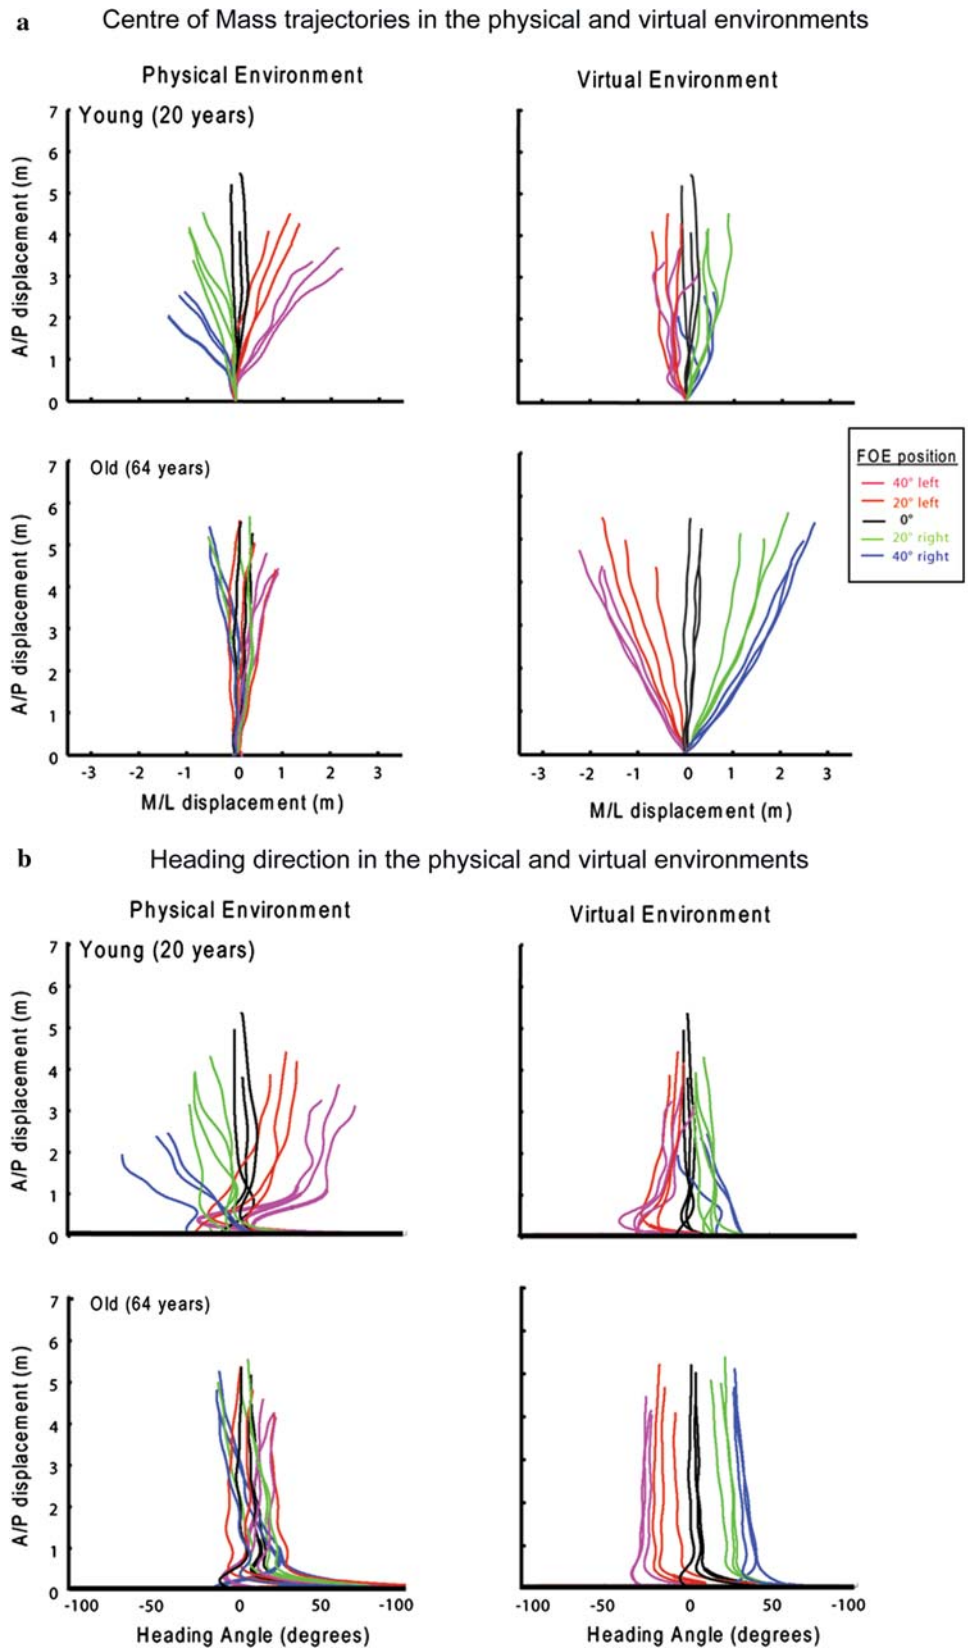 a Centre of Mass trajectories in the physical and virtual environments
Physical Environment
Virtual Environment
Young (20 years)
A/P displacement (m)
7
6
5
4
3
2
1
0
Old (64 years)
A/P displacement (m)
7
6
5
4
3
2
1
0
-3 -2 -1 0 1 2 3
M/L displacement (m)
-3 -2 -1 0 1 2 3
M/L displacement (m)
FOE position
40° left
20° left
0°
20° right
40° right
b Heading direction in the physical and virtual environments
Physical Environment
Virtual Environment
Young (20 years)
A/P displacement (m)
7
6
5
4
3
2
1
0
Old (64 years)
A/P displacement (m)
7
6
5
4
3
2
1
0
-100 -50 0 50 -100
Heading Angle (degrees)
-100 -50 0 50 -100
Heading Angle (degrees)